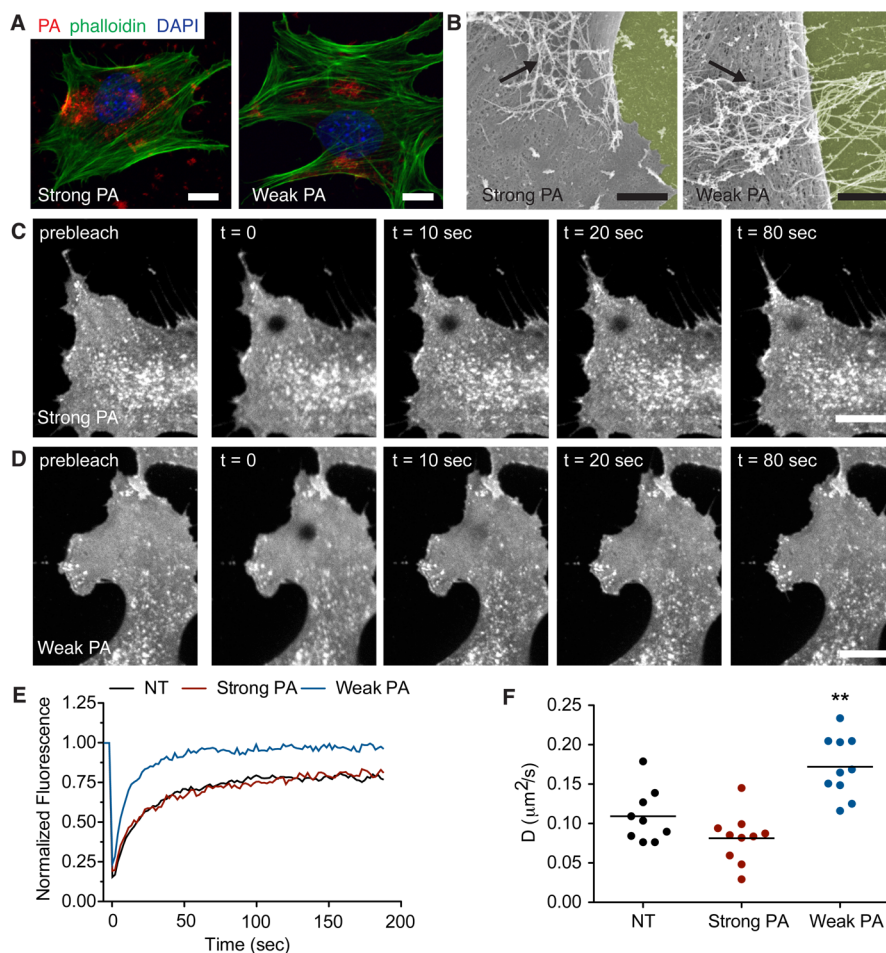 A PA phalloidin DAPI
Strong PA
Weak PA
B
Strong PA
Weak PA
C prebleach t = 0 t = 10 sec t = 20 sec t = 80 sec
Strong PA
D prebleach t = 0 t = 10 sec t = 20 sec t = 80 sec
Weak PA
E
NT Strong PA Weak PA
Normalized Fluorescence
1.25
1.00
0.75
0.50
0.25
0.00
0 50 100 150 200
Time (sec)
F
D (μm²/s)
0.25
0.20
0.15
0.10
0.05
0.00
**
NT Strong PA Weak PA